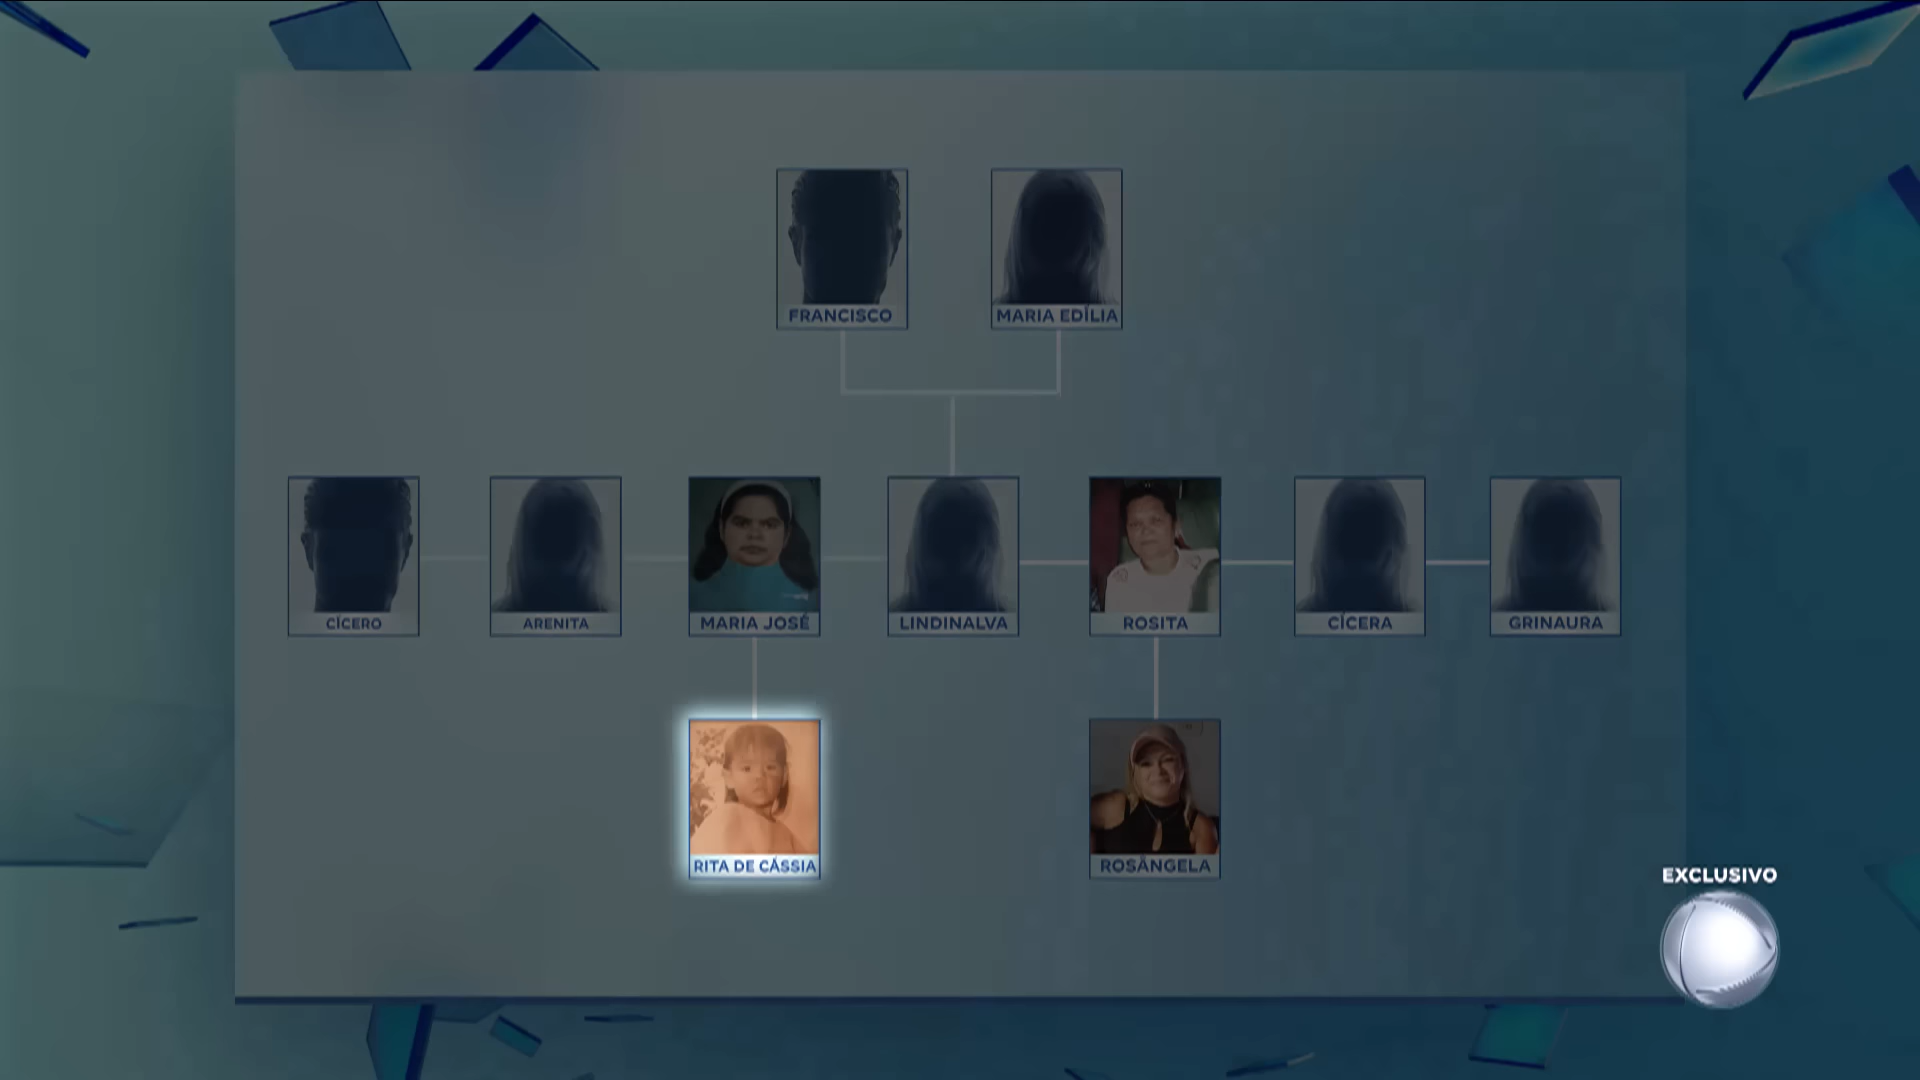 FRANCISCO
MARIA EDÍLIA
CÍCERO
ARENITA
MARIA JOSÉ
LINDINALVA
ROSITA
CÍCERA
GRINAURA
RITA DE CÁSSIA
ROSÂNGELA
EXCLUSIVO